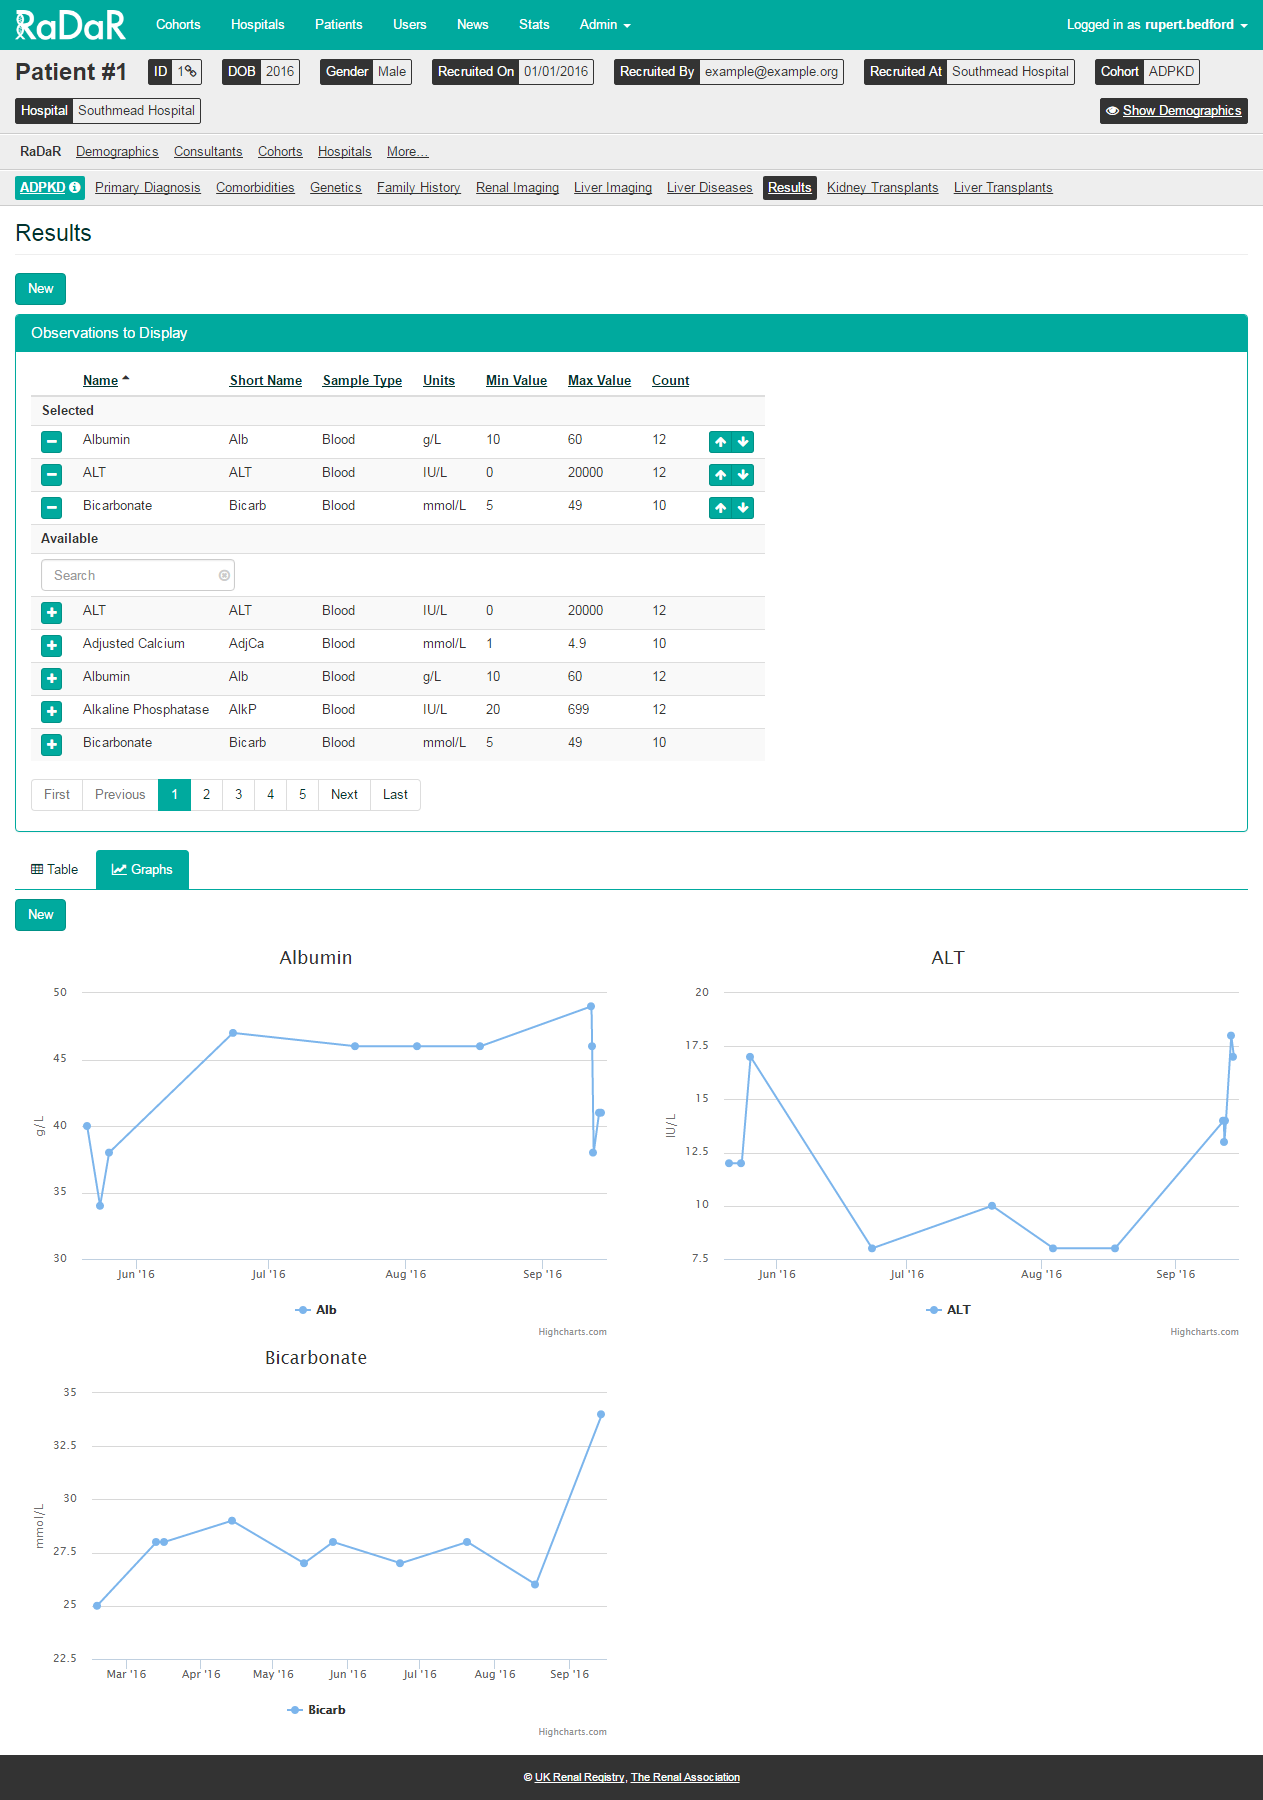 RaDaR Cohorts Hospitals Patients Users News Stats Admin Logged in as rupert.bedford
Patient #1 ID 1 DOB 2016 Gender Male Recruited On 01/01/2016 Recruited By example@example.org Recruited At Southmead Hospital Cohort ADPKD
Hospital Southmead Hospital Show Demographics
RaDaR Demographics Consultants Cohorts Hospitals More...
ADPKD Primary Diagnosis Comorbidities Genetics Family History Renal Imaging Liver Imaging Liver Diseases Results Kidney Transplants Liver Transplants
Results
New
Observations to Display
Name Short Name Sample Type Units Min Value Max Value Count
Selected
Albumin Alb Blood g/L 10 60 12
ALT ALT Blood IU/L 0 20000 12
Bicarbonate Bicarb Blood mmol/L 5 49 10
Available
Search
ALT ALT Blood IU/L 0 20000 12
Adjusted Calcium AdjCa Blood mmol/L 1 4.9 10
Albumin Alb Blood g/L 10 60 12
Alkaline Phosphatase AlkP Blood IU/L 20 699 12
Bicarbonate Bicarb Blood mmol/L 5 49 10
First Previous 1 2 3 4 5 Next Last
Table Graphs
New
Albumin
50
45
40
35
30
g/L
Jun '16 Jul '16 Aug '16 Sep '16
Alb
Highcharts.com
ALT
20
17.5
15
12.5
10
7.5
IU/L
Jun '16 Jul '16 Aug '16 Sep '16
ALT
Highcharts.com
Bicarbonate
35
32.5
30
27.5
25
22.5
mmol/L
Mar '16 Apr '16 May '16 Jun '16 Jul '16 Aug '16 Sep '16
Bicarb
Highcharts.com
© UK Renal Registry, The Renal Association